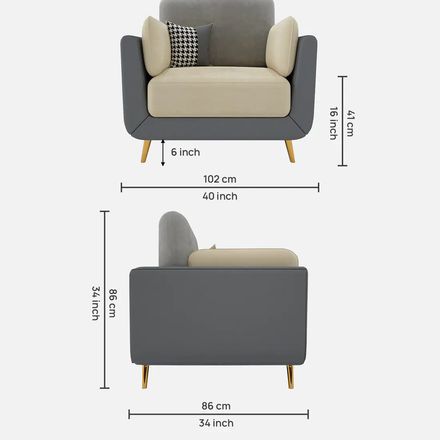 41 cm
16 inch
6 inch
102 cm
40 inch
86 cm
34 inch
86 cm
34 inch